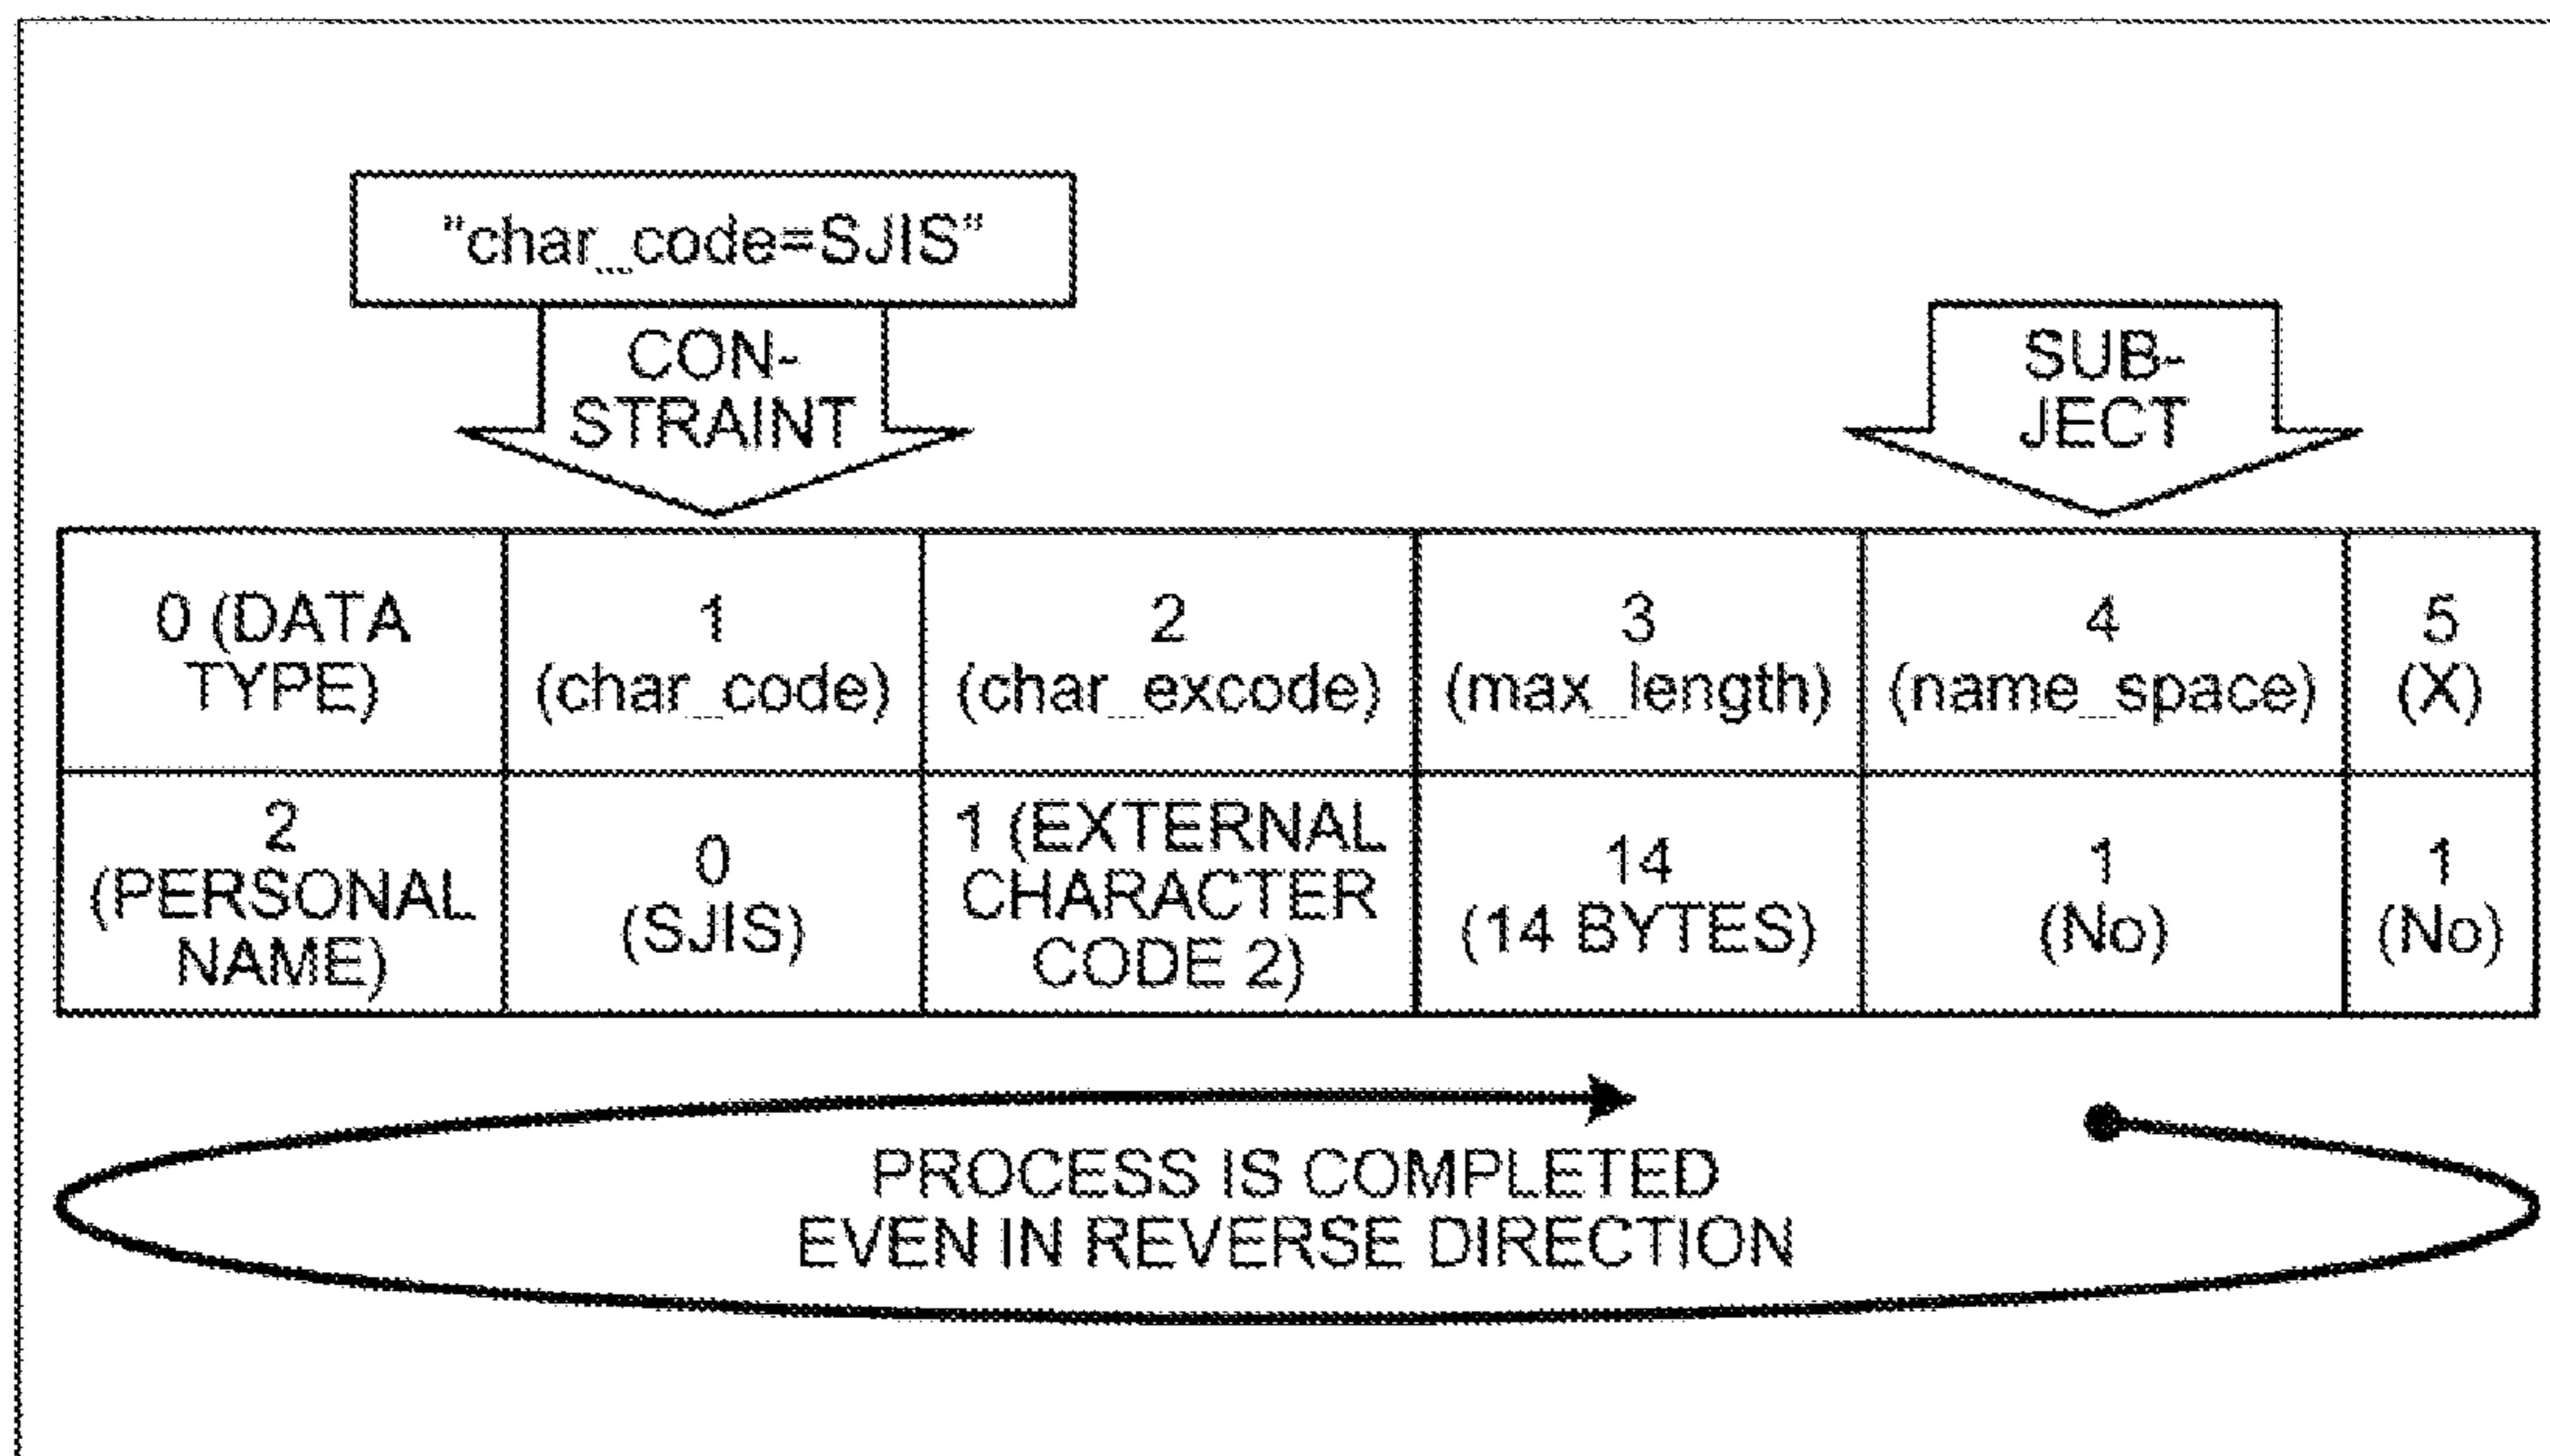 "char_code=SJIS"
CON-
STRAINT
SUB-
JECT
0 (DATA
TYPE)
1
(char_code)
2
(char_excode)
3
(max_length)
4
(name_space)
5
(X)
2
(PERSONAL
NAME)
0
(SJIS)
1 (EXTERNAL
CHARACTER
CODE 2)
14
(14 BYTES)
1
(No)
1
(No)
PROCESS IS COMPLETED
EVEN IN REVERSE DIRECTION